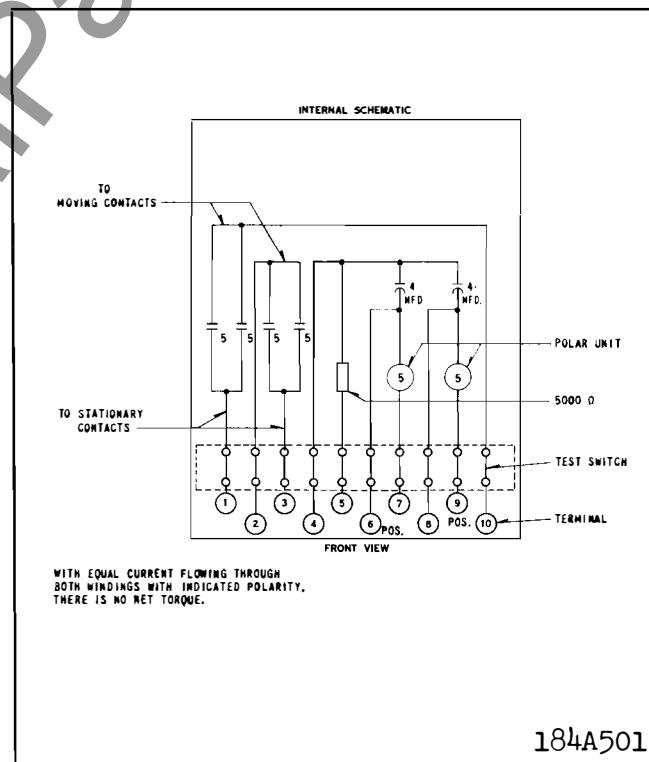 INTERNAL SCHEMATIC
TO
MOVING CONTACTS
4
MFD
4.
MFD.
5 5 5 5
POLAR UNIT
5 5
5000 Ω
TO STATIONARY
CONTACTS
TEST SWITCH
1 3 5 7 9
2 4 6 POS. 8 POS. 10
TERMINAL
FRONT VIEW
WITH EQUAL CURRENT FLOWING THROUGH
BOTH WINDINGS WITH INDICATED POLARITY,
THERE IS NO NET TORQUE.
184A501